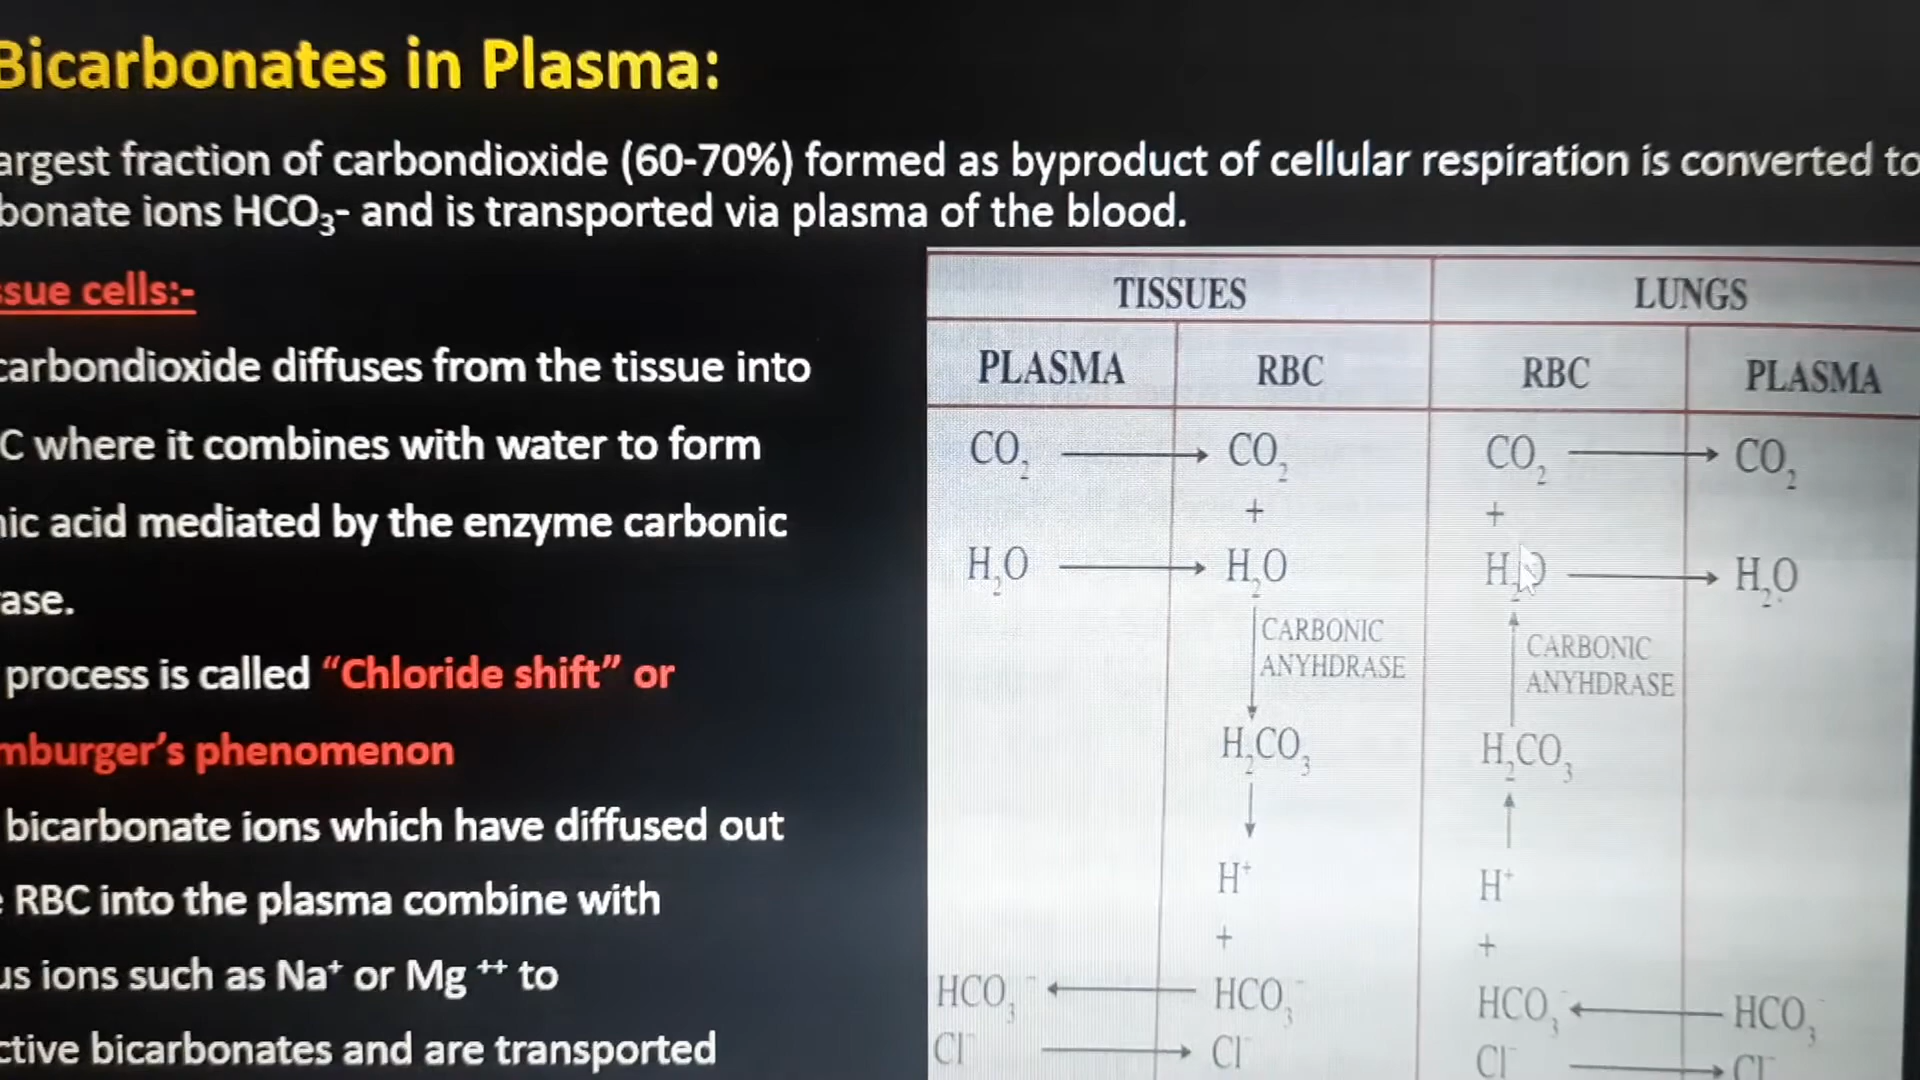 Bicarbonates in Plasma:
argest fraction of carbondioxide (60-70%) formed as byproduct of cellular respiration is converted to
bonate ions HCO₃- and is transported via plasma of the blood.
ssue cells:-
carbondioxide diffuses from the tissue into
C where it combines with water to form
nic acid mediated by the enzyme carbonic
rase.
process is called “Chloride shift” or
mburger’s phenomenon
bicarbonate ions which have diffused out
e RBC into the plasma combine with
us ions such as Na⁺ or Mg ⁺⁺ to
ctive bicarbonates and are transported
TISSUES LUNGS
PLASMA RBC RBC PLASMA
CO₂ → CO₂ CO₂ → CO₂
+ +
H₂O → H₂O H₂O → H₂O
CARBONIC CARBONIC
ANYHDRASE ANYHDRASE
H₂CO₃ H₂CO₃
H⁺ H⁺
+ +
HCO₃⁻ ← HCO₃⁻ HCO₃⁻ ← HCO₃⁻
Cl⁻ → Cl⁻ Cl⁻ → Cl⁻